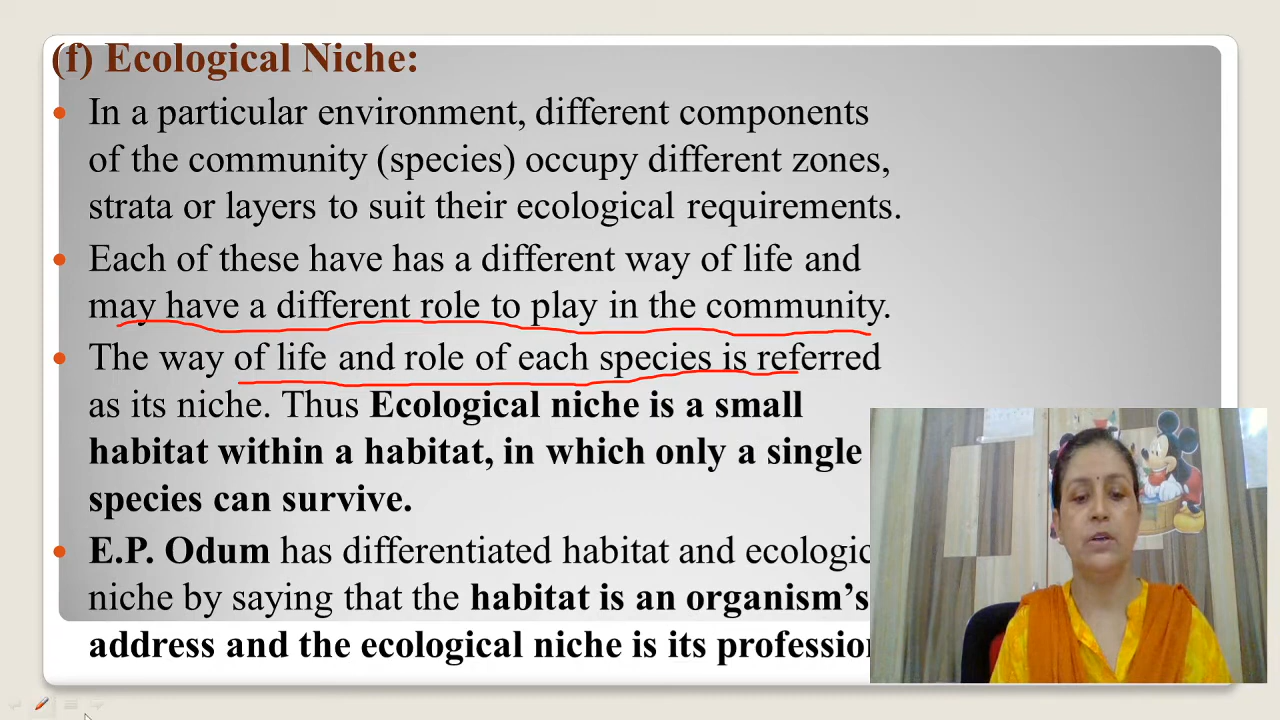 (f) Ecological Niche:
• In a particular environment, different components
of the community (species) occupy different zones,
strata or layers to suit their ecological requirements.
• Each of these have has a different way of life and
may have a different role to play in the community.
• The way of life and role of each species is referred
as its niche. Thus Ecological niche is a small
habitat within a habitat, in which only a single
species can survive.
• E.P. Odum has differentiated habitat and ecologic
niche by saying that the habitat is an organism's
address and the ecological niche is its profession